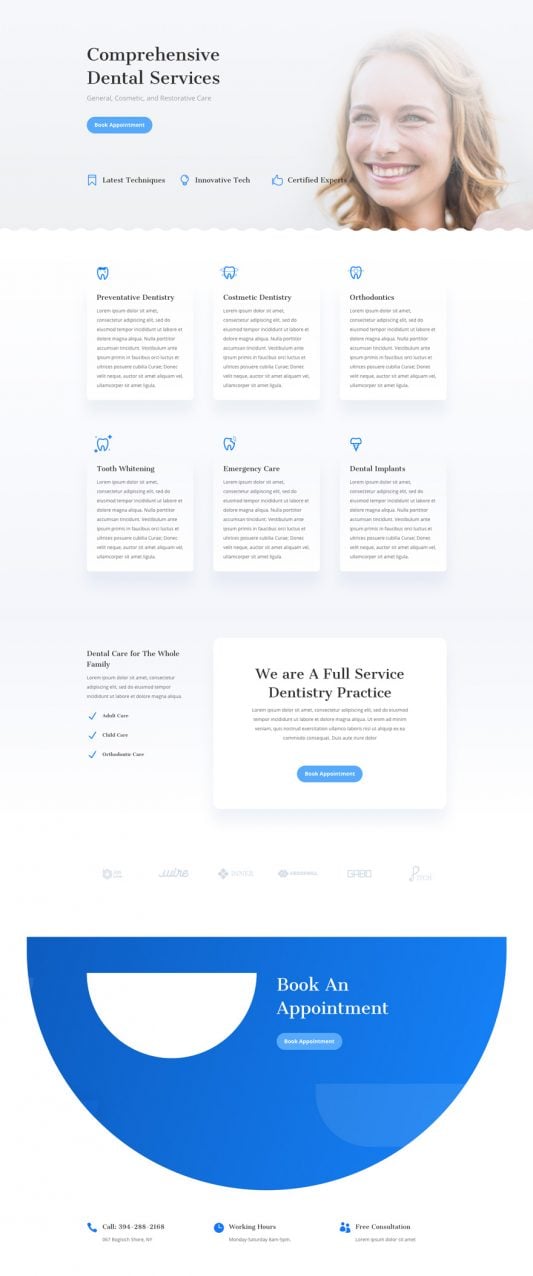 Comprehensive
Dental Services
General, Cosmetic, and Restorative Care
Book Appointment
Latest Techniques
Innovative Tech
Certified Experts
Preventative Dentistry
Lorem ipsum dolor sit amet,
consectetur adipiscing elit, sed do
eiusmod tempor incididunt ut labore et
dolore magna aliqua. Nulla porttitor
accumsan tincidunt. Vestibulum ante
ipsum primis in faucibus orci luctus et
ultrices posuere cubilia Curae; Donec
velit neque, auctor sit amet aliquam vel,
ullamcorper sit amet ligula.
Costmetic Dentistry
Lorem ipsum dolor sit amet,
consectetur adipiscing elit, sed do
eiusmod tempor incididunt ut labore et
dolore magna aliqua. Nulla porttitor
accumsan tincidunt. Vestibulum ante
ipsum primis in faucibus orci luctus et
ultrices posuere cubilia Curae; Donec
velit neque, auctor sit amet aliquam vel,
ullamcorper sit amet ligula.
Orthodontics
Lorem ipsum dolor sit amet,
consectetur adipiscing elit, sed do
eiusmod tempor incididunt ut labore et
dolore magna aliqua. Nulla porttitor
accumsan tincidunt. Vestibulum ante
ipsum primis in faucibus orci luctus et
ultrices posuere cubilia Curae; Donec
velit neque, auctor sit amet aliquam vel,
ullamcorper sit amet ligula.
Tooth Whitening
Lorem ipsum dolor sit amet,
consectetur adipiscing elit, sed do
eiusmod tempor incididunt ut labore et
dolore magna aliqua. Nulla porttitor
accumsan tincidunt. Vestibulum ante
ipsum primis in faucibus orci luctus et
ultrices posuere cubilia Curae; Donec
velit neque, auctor sit amet aliquam vel,
ullamcorper sit amet ligula.
Emergency Care
Lorem ipsum dolor sit amet,
consectetur adipiscing elit, sed do
eiusmod tempor incididunt ut labore et
dolore magna aliqua. Nulla porttitor
accumsan tincidunt. Vestibulum ante
ipsum primis in faucibus orci luctus et
ultrices posuere cubilia Curae; Donec
velit neque, auctor sit amet aliquam vel,
ullamcorper sit amet ligula.
Dental Implants
Lorem ipsum dolor sit amet,
consectetur adipiscing elit, sed do
eiusmod tempor incididunt ut labore et
dolore magna aliqua. Nulla porttitor
accumsan tincidunt. Vestibulum ante
ipsum primis in faucibus orci luctus et
ultrices posuere cubilia Curae; Donec
velit neque, auctor sit amet aliquam vel,
ullamcorper sit amet ligula.
Dental Care for The Whole
Family
Lorem ipsum dolor sit amet, consectetur
adipiscing elit, sed do eiusmod tempor
incididunt ut labore et dolore magna aliqua.
Adult Care
Child Care
Orthodontic Care
We are A Full Service
Dentistry Practice
Lorem ipsum dolor sit amet, consectetur adipiscing elit, sed do eiusmod
tempor incididunt ut labore et dolore magna aliqua. Ut enim ad minim
veniam, quis nostrud exercitation ullamco laboris nisi ut aliquip ex ea
commodo consequat. Duis aute irure dolor
Book Appointment
INNER
Book An
Appointment
Book Appointment
Call: 394-288-2168
067 Bogisich Shore, NY
Working Hours
Monday-Saturday 8am-5pm.
Free Consultation
Lorem ipsum dolor sit amet